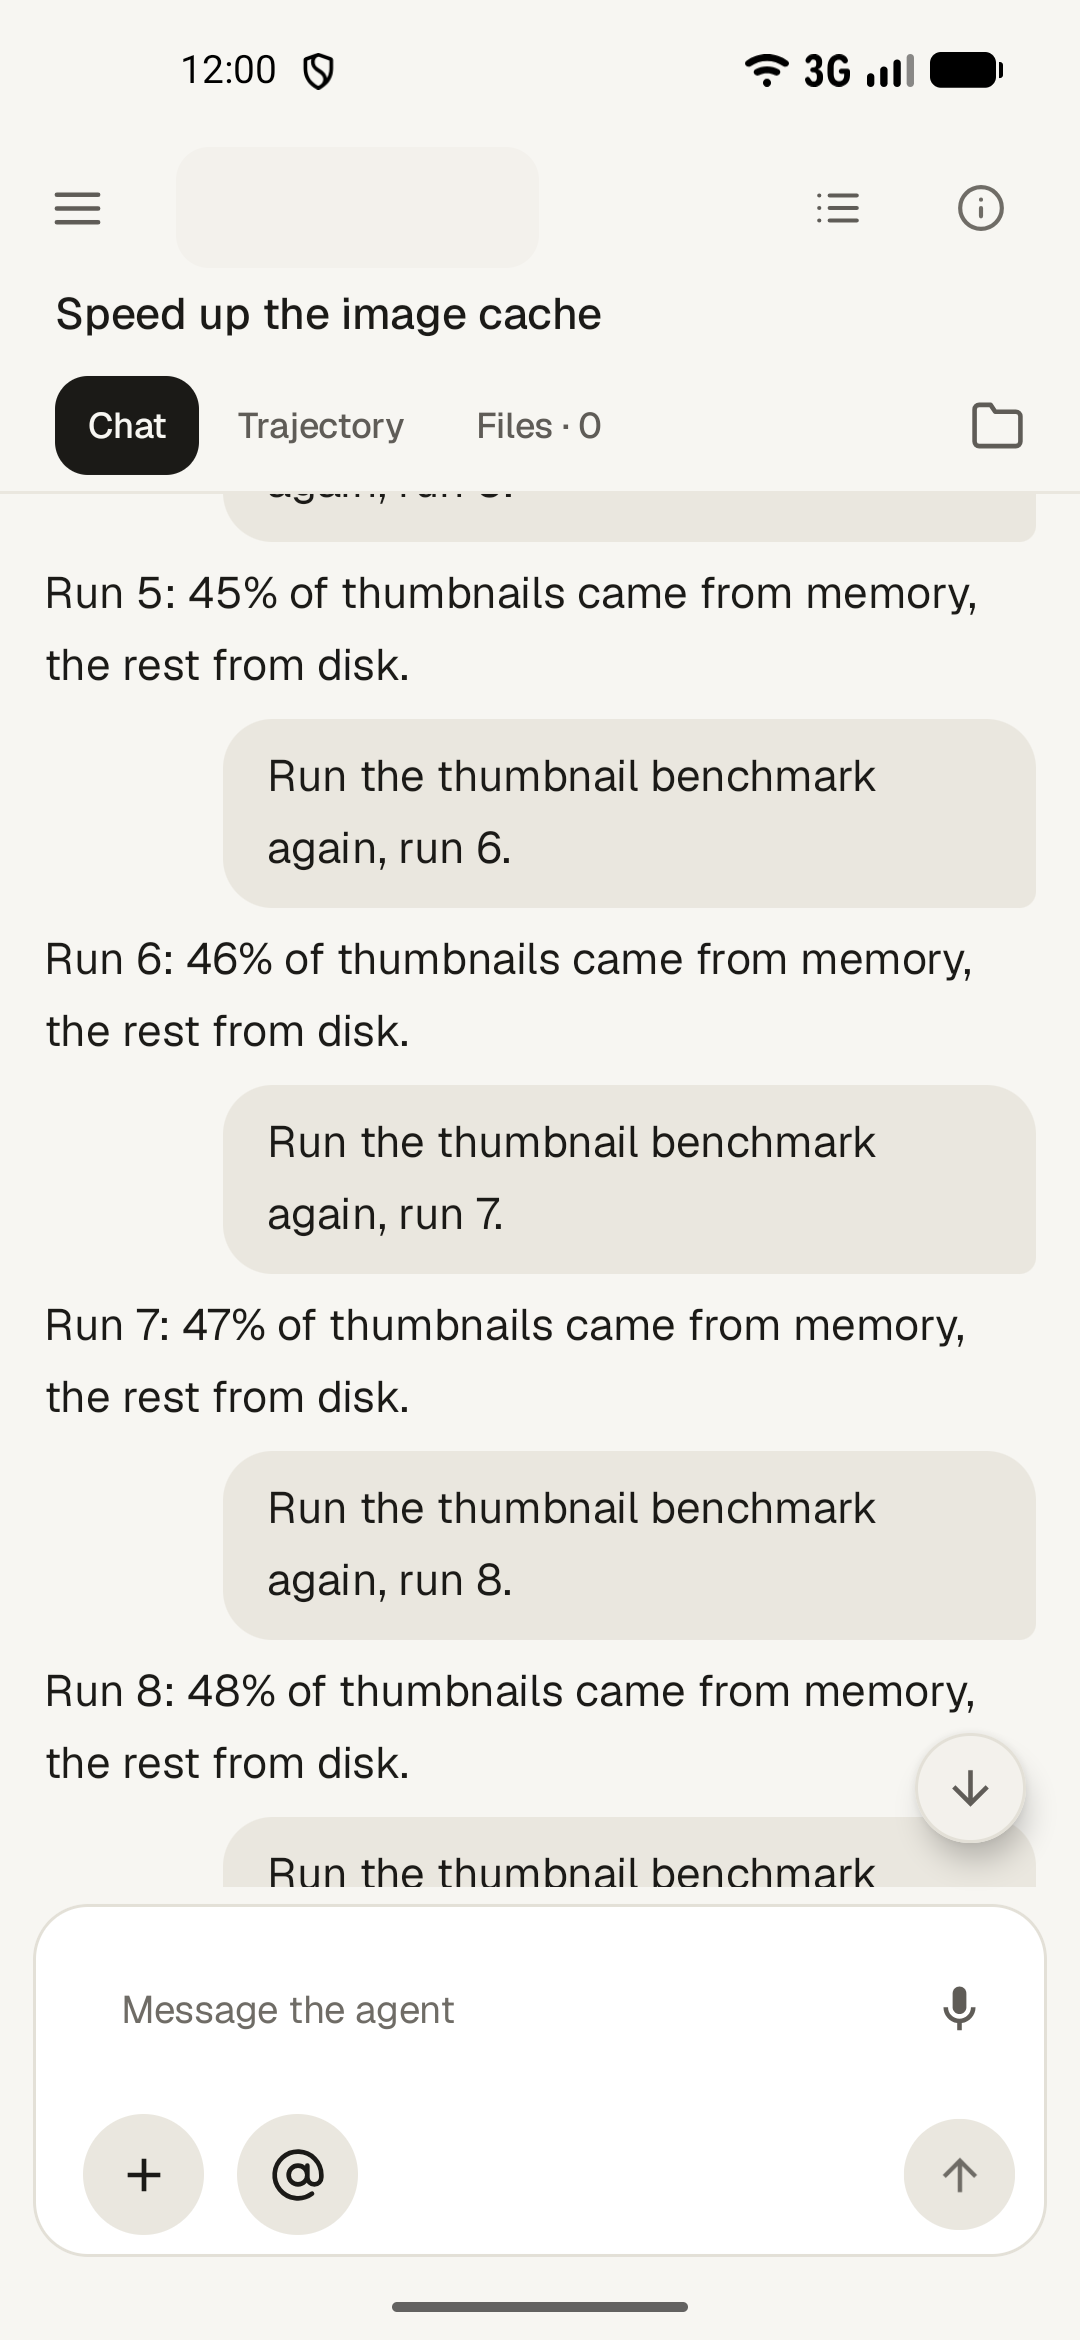 12:00
3G
Speed up the image cache
Chat
Trajectory
Files · 0
again, run 5.
Run 5: 45% of thumbnails came from memory,
the rest from disk.
Run the thumbnail benchmark
again, run 6.
Run 6: 46% of thumbnails came from memory,
the rest from disk.
Run the thumbnail benchmark
again, run 7.
Run 7: 47% of thumbnails came from memory,
the rest from disk.
Run the thumbnail benchmark
again, run 8.
Run 8: 48% of thumbnails came from memory,
the rest from disk.
Run the thumbnail benchmark
Message the agent